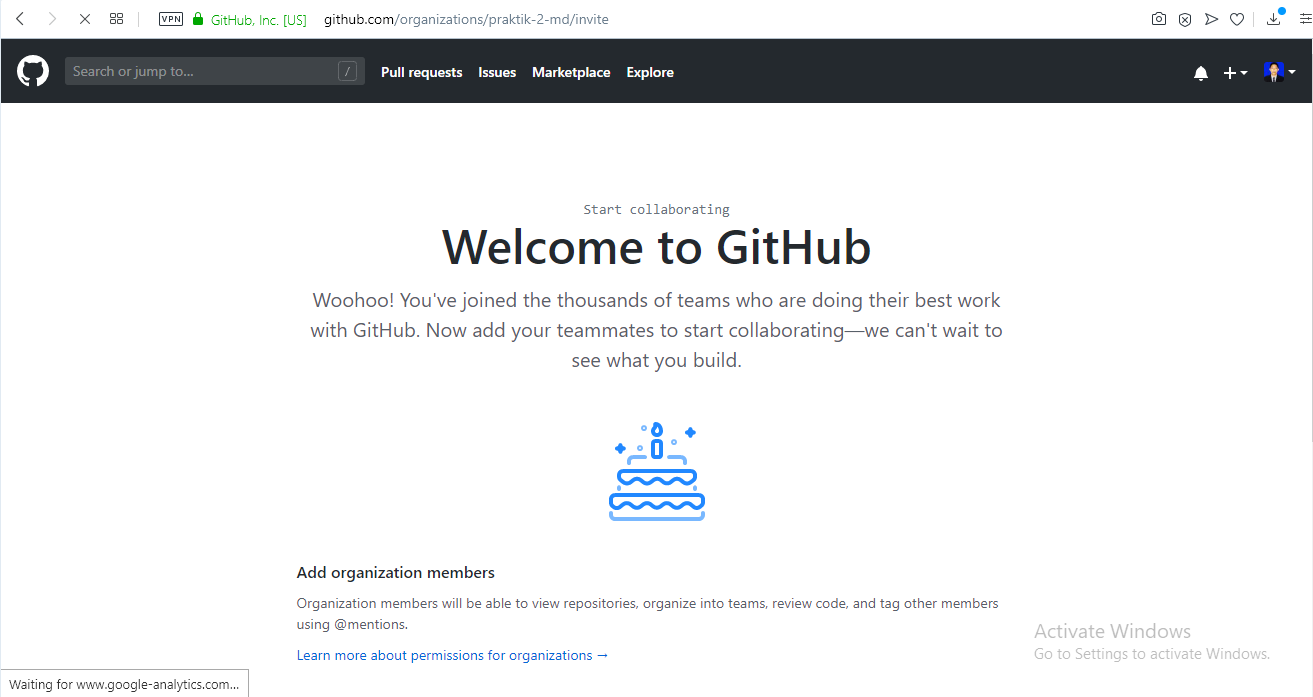 VPN GitHub, Inc. [US] github.com/organizations/praktik-2-md/invite
Search or jump to... / Pull requests Issues Marketplace Explore
Start collaborating
Welcome to GitHub
Woohoo! You've joined the thousands of teams who are doing their best work
with GitHub. Now add your teammates to start collaborating—we can't wait to
see what you build.
Add organization members
Organization members will be able to view repositories, organize into teams, review code, and tag other members
using @mentions.
Learn more about permissions for organizations →
Activate Windows
Go to Settings to activate Windows.
Waiting for www.google-analytics.com...